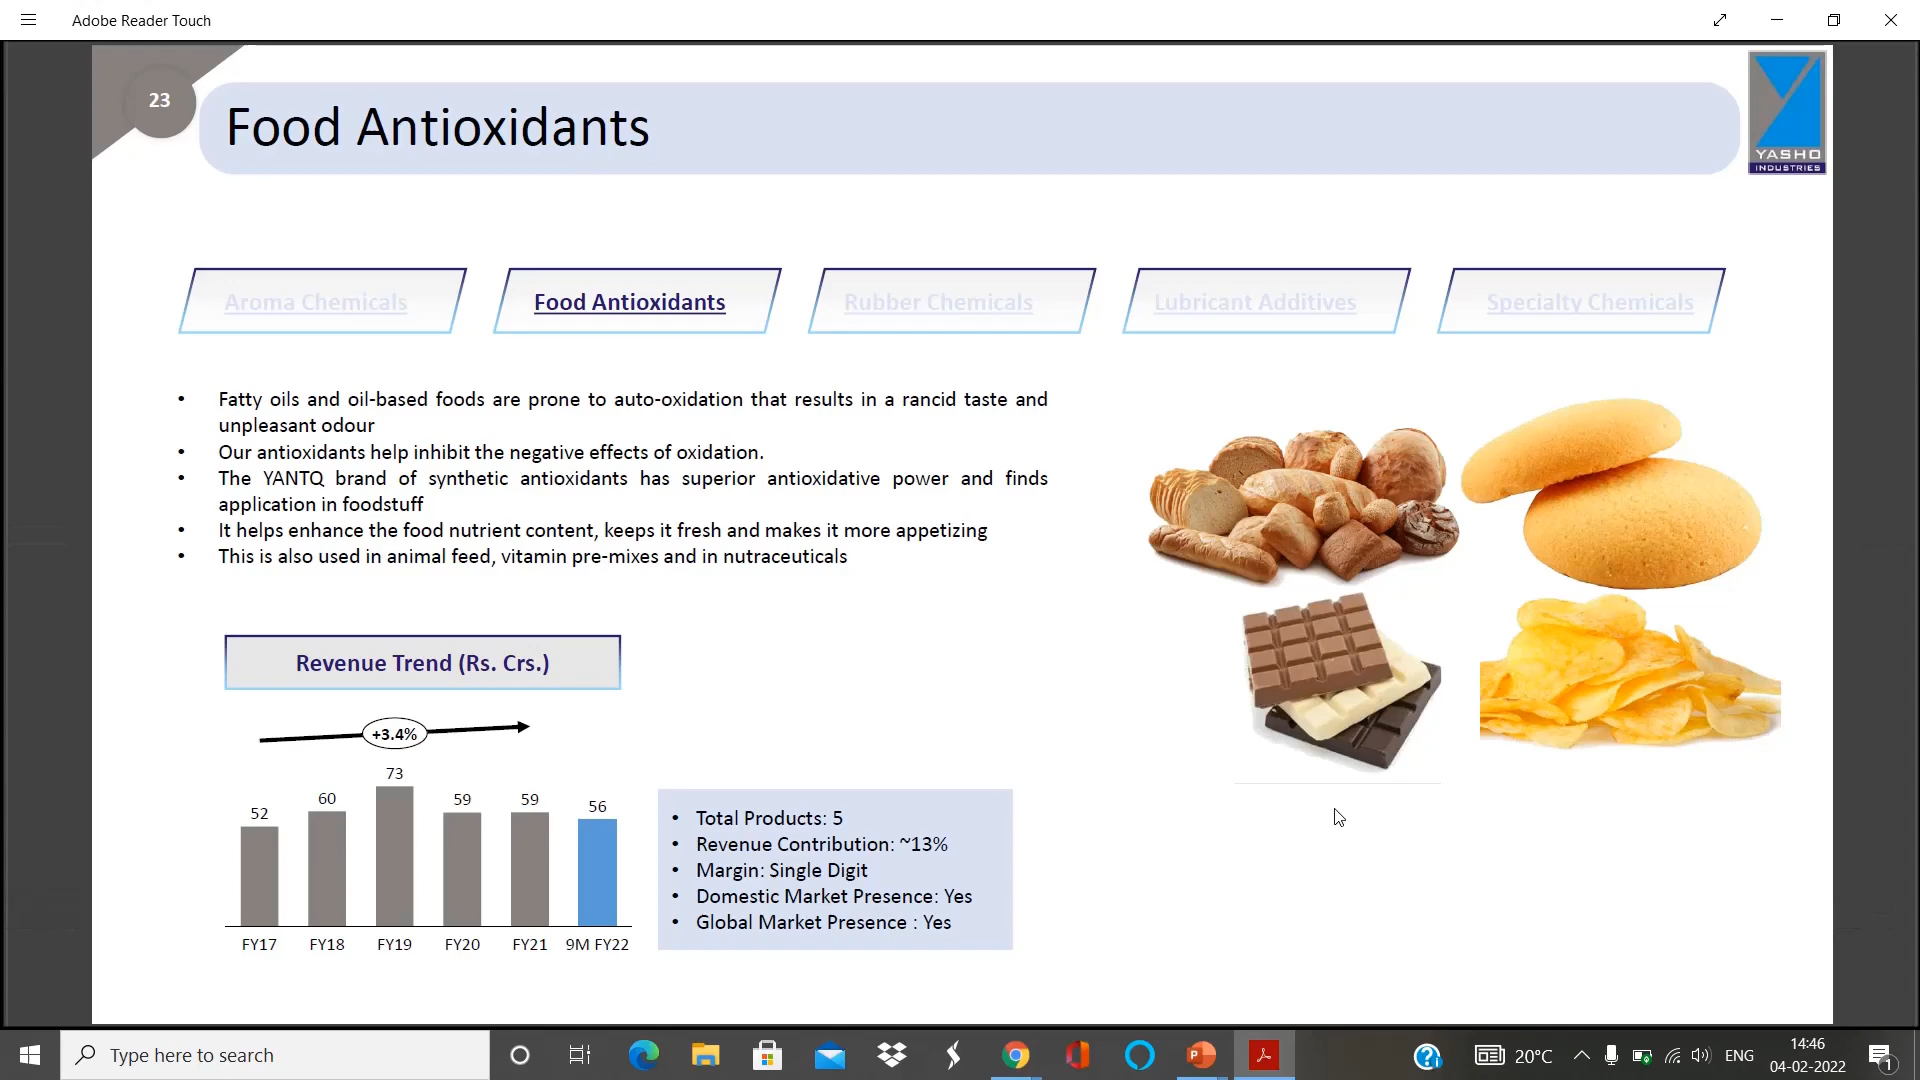 Adobe Reader Touch
23
Food Antioxidants
YASHO
INDUSTRIES
Aroma Chemicals
Food Antioxidants
Rubber Chemicals
Lubricant Additives
Specialty Chemicals
• Fatty oils and oil-based foods are prone to auto-oxidation that results in a rancid taste and
unpleasant odour
• Our antioxidants help inhibit the negative effects of oxidation.
• The YANTQ brand of synthetic antioxidants has superior antioxidative power and finds
application in foodstuff
• It helps enhance the food nutrient content, keeps it fresh and makes it more appetizing
• This is also used in animal feed, vitamin pre-mixes and in nutraceuticals
Revenue Trend (Rs. Crs.)
+3.4%
52
60
73
59
59
56
FY17
FY18
FY19
FY20
FY21
9M FY22
• Total Products: 5
• Revenue Contribution: ~13%
• Margin: Single Digit
• Domestic Market Presence: Yes
• Global Market Presence : Yes
Type here to search
20°C
ENG
14:46
04-02-2022
1